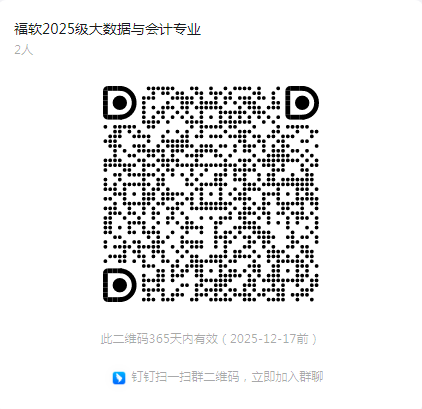 福软2025级大数据与会计专业
2人
此二维码365天内有效（2025-12-17前）
钉钉扫一扫群二维码，立即加入群聊